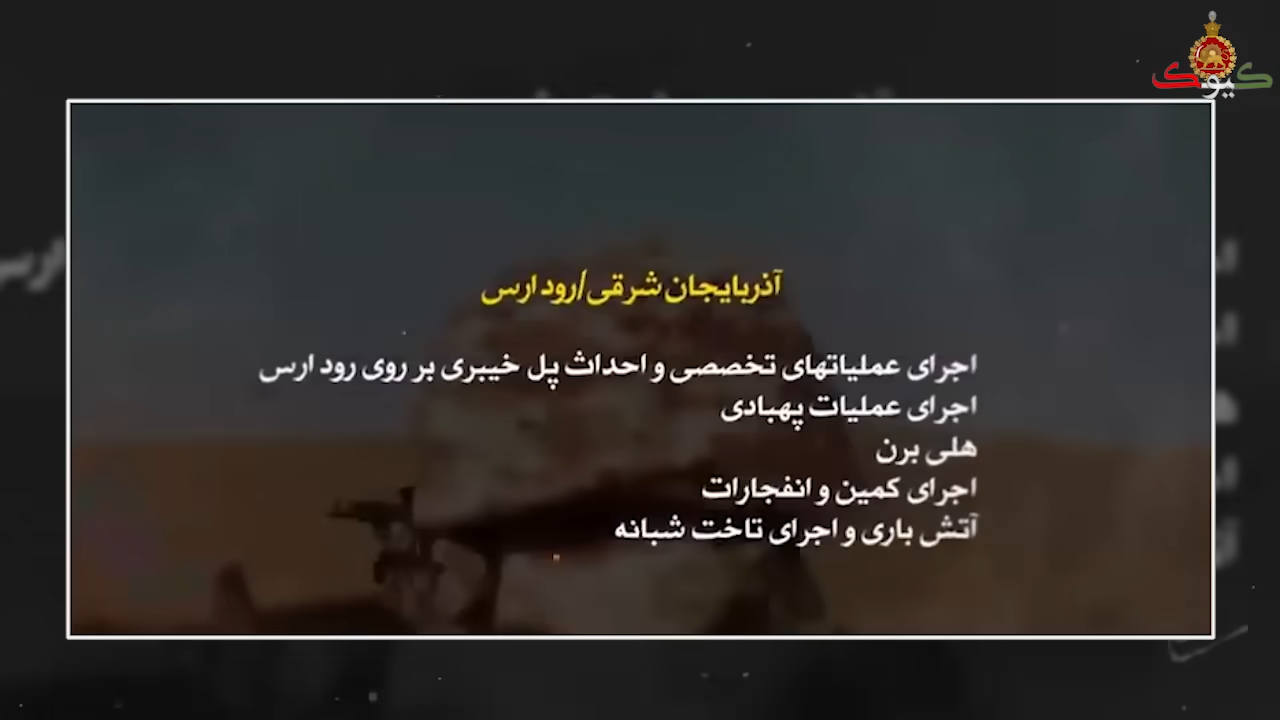 کیوک
آذربایجان شرقی/رود ارس
اجرای عملیاتهای تخصصی و احداث پل خیبری بر روی رود ارس
اجرای عملیات پهبادی
هلی برن
اجرای کمین و انفجارات
آتش باری و اجرای تاخت شبانه